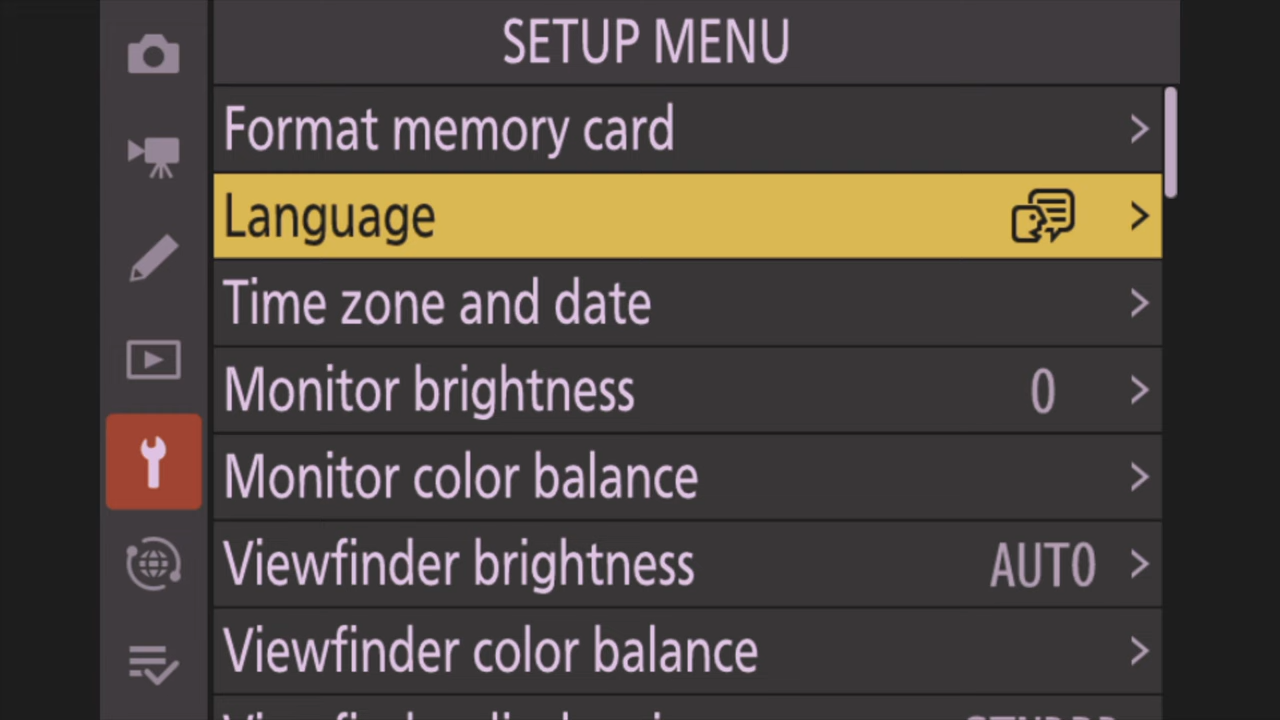 SETUP MENU
Format memory card >
Language >
Time zone and date >
Monitor brightness 0 >
Monitor color balance >
Viewfinder brightness AUTO >
Viewfinder color balance >